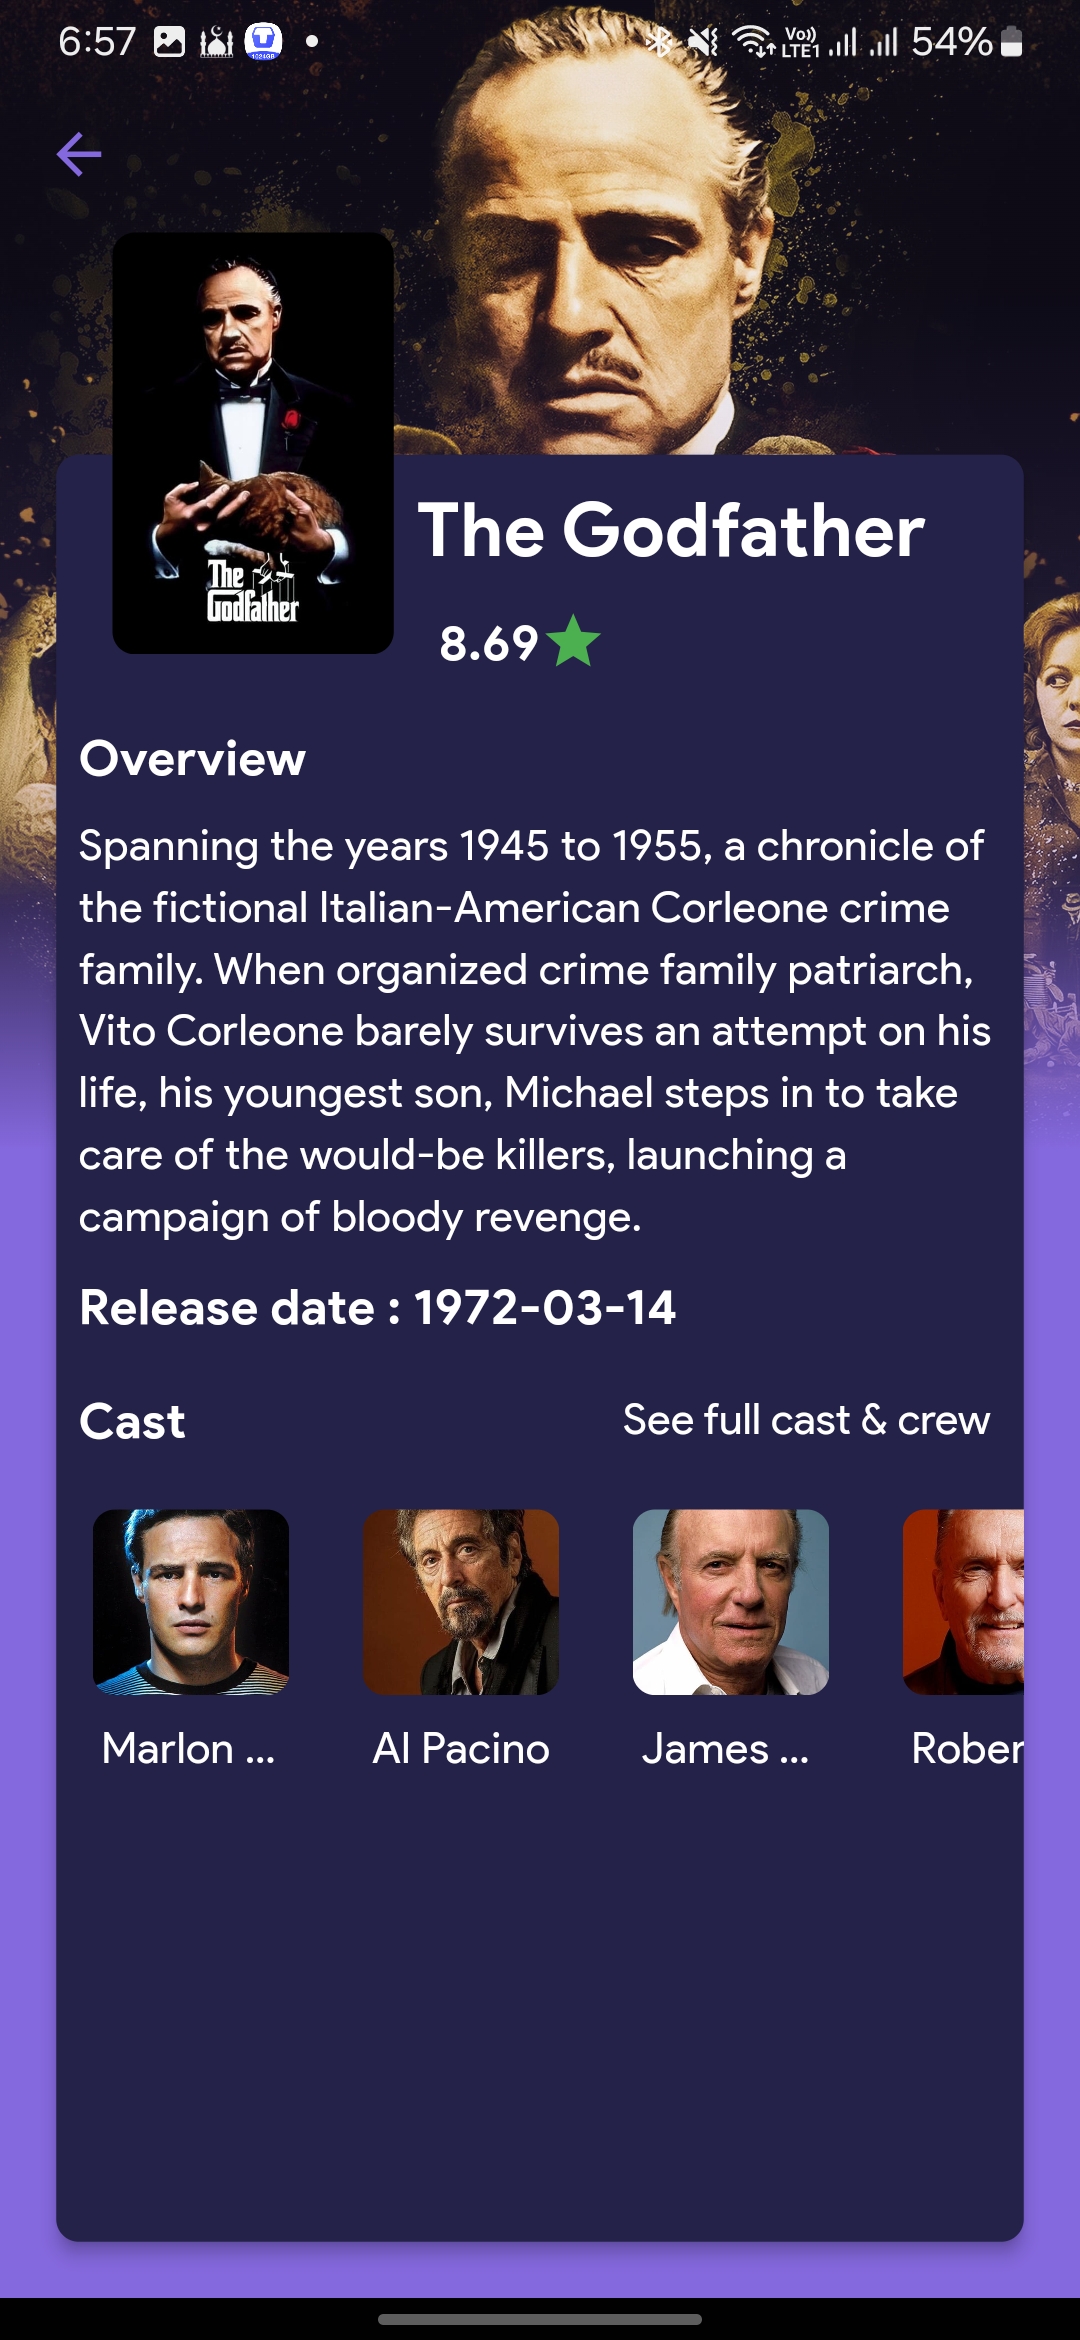 6:57
Vo))
LTE1
54%
1024GB
The
Godfather
The Godfather
8.69
Overview
Spanning the years 1945 to 1955, a chronicle of
the fictional Italian-American Corleone crime
family. When organized crime family patriarch,
Vito Corleone barely survives an attempt on his
life, his youngest son, Michael steps in to take
care of the would-be killers, launching a
campaign of bloody revenge.
Release date : 1972-03-14
Cast
See full cast & crew
Marlon ...
Al Pacino
James ...
Rober